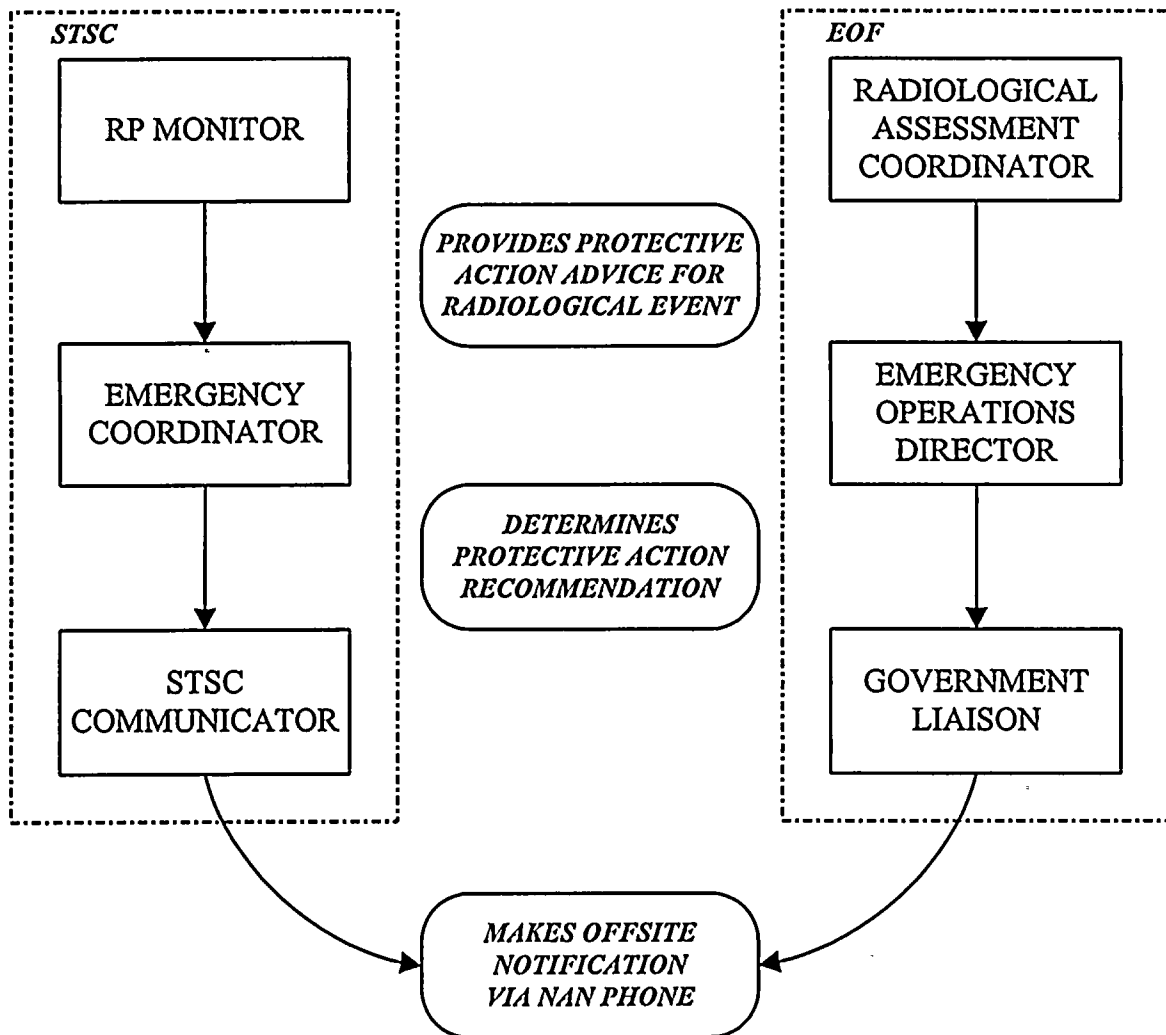 STSC
RP MONITOR
EMERGENCY
COORDINATOR
STSC
COMMUNICATOR
PROVIDES PROTECTIVE
ACTION ADVICE FOR
RADIOLOGICAL EVENT
DETERMINES
PROTECTIVE ACTION
RECOMMENDATION
EOF
RADIOLOGICAL
ASSESSMENT
COORDINATOR
EMERGENCY
OPERATIONS
DIRECTOR
GOVERNMENT
LIAISON
MAKES OFFSITE
NOTIFICATION
VIA NAN PHONE